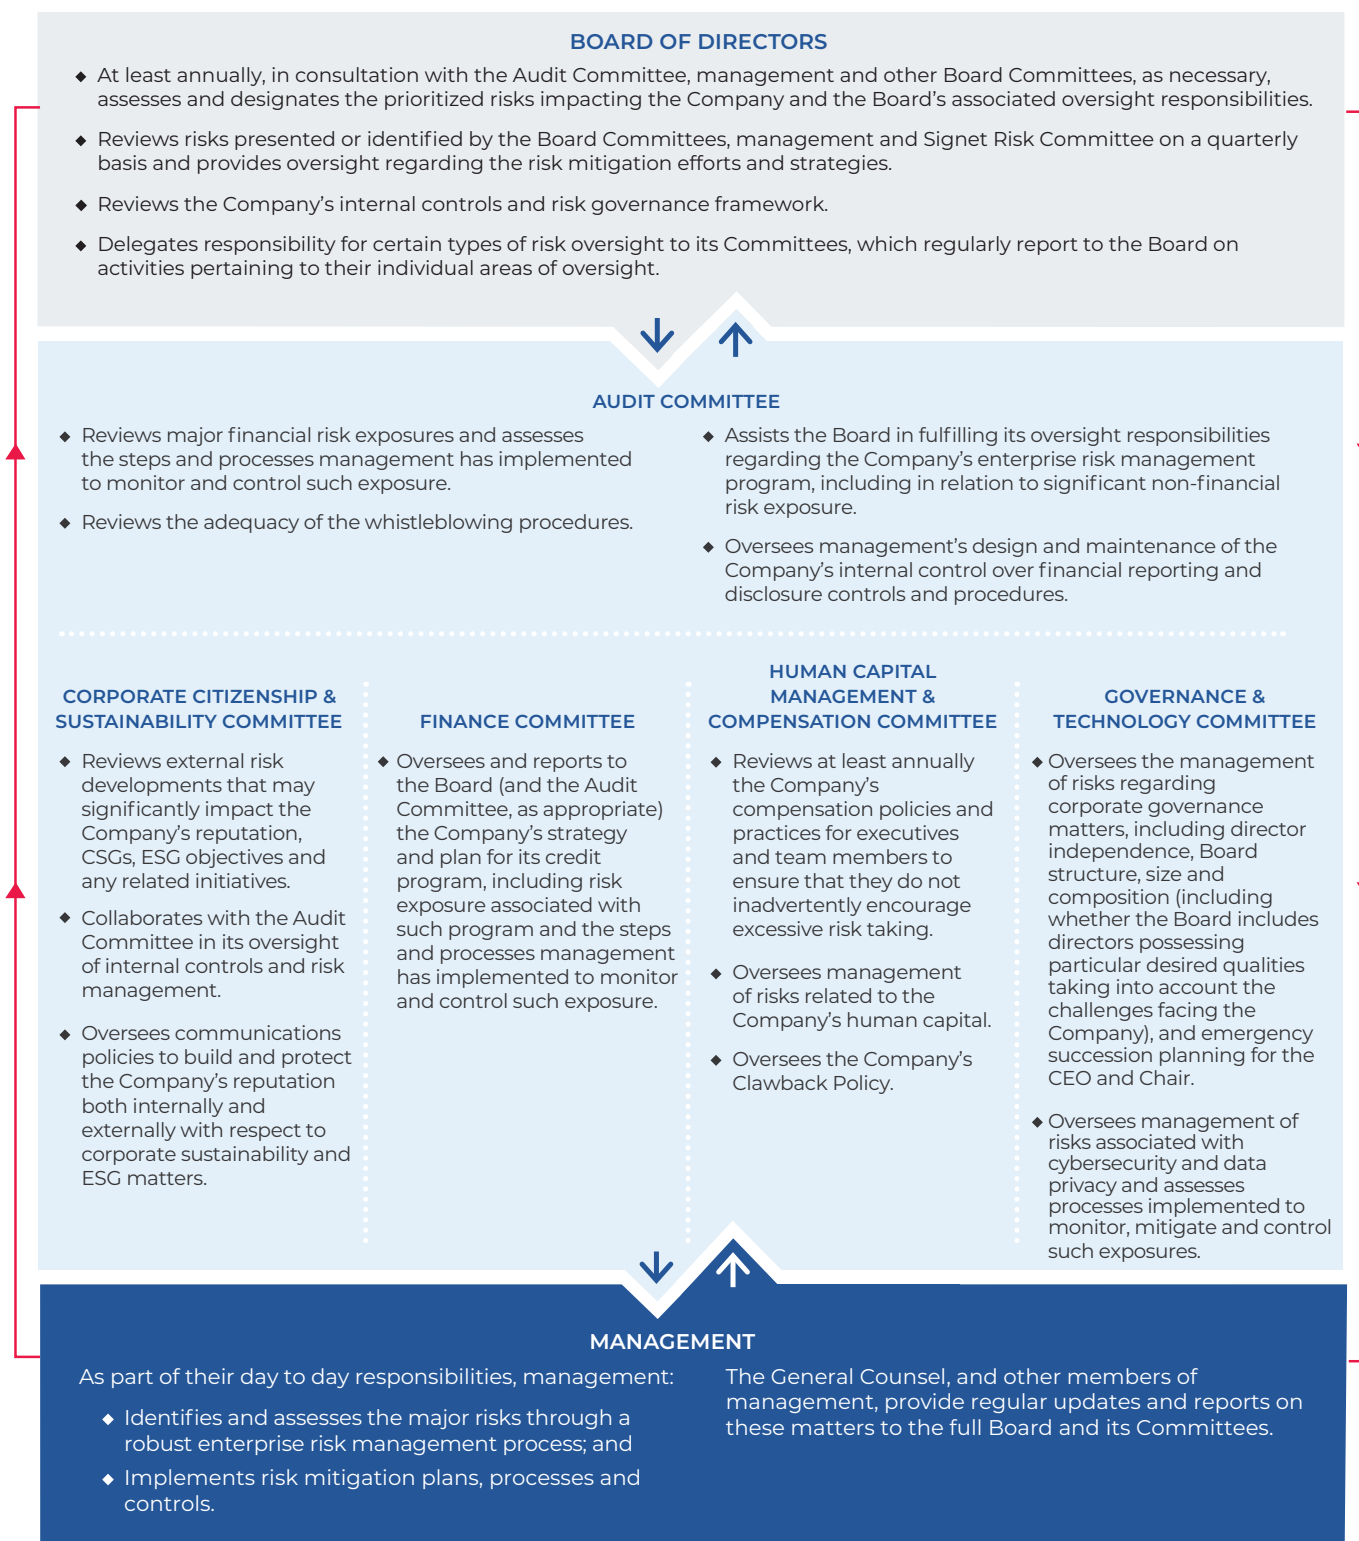 BOARD OF DIRECTORS
◆ At least annually, in consultation with the Audit Committee, management and other Board Committees, as necessary,
assesses and designates the prioritized risks impacting the Company and the Board’s associated oversight responsibilities.
◆ Reviews risks presented or identified by the Board Committees, management and Signet Risk Committee on a quarterly
basis and provides oversight regarding the risk mitigation efforts and strategies.
◆ Reviews the Company’s internal controls and risk governance framework.
◆ Delegates responsibility for certain types of risk oversight to its Committees, which regularly report to the Board on
activities pertaining to their individual areas of oversight.
AUDIT COMMITTEE
◆ Reviews major financial risk exposures and assesses
the steps and processes management has implemented
to monitor and control such exposure.
◆ Reviews the adequacy of the whistleblowing procedures.
◆ Assists the Board in fulfilling its oversight responsibilities
regarding the Company’s enterprise risk management
program, including in relation to significant non-financial
risk exposure.
◆ Oversees management’s design and maintenance of the
Company’s internal control over financial reporting and
disclosure controls and procedures.
CORPORATE CITIZENSHIP &
SUSTAINABILITY COMMITTEE
◆ Reviews external risk
developments that may
significantly impact the
Company’s reputation,
CSGs, ESG objectives and
any related initiatives.
◆ Collaborates with the Audit
Committee in its oversight
of internal controls and risk
management.
◆ Oversees communications
policies to build and protect
the Company’s reputation
both internally and
externally with respect to
corporate sustainability and
ESG matters.
FINANCE COMMITTEE
◆ Oversees and reports to
the Board (and the Audit
Committee, as appropriate)
the Company’s strategy
and plan for its credit
program, including risk
exposure associated with
such program and the steps
and processes management
has implemented to monitor
and control such exposure.
HUMAN CAPITAL
MANAGEMENT &
COMPENSATION COMMITTEE
◆ Reviews at least annually
the Company’s
compensation policies and
practices for executives
and team members to
ensure that they do not
inadvertently encourage
excessive risk taking.
◆ Oversees management
of risks related to the
Company’s human capital.
◆ Oversees the Company’s
Clawback Policy.
GOVERNANCE &
TECHNOLOGY COMMITTEE
◆ Oversees the management
of risks regarding
corporate governance
matters, including director
independence, Board
structure, size and
composition (including
whether the Board includes
directors possessing
particular desired qualities
taking into account the
challenges facing the
Company), and emergency
succession planning for the
CEO and Chair.
◆ Oversees management of
risks associated with
cybersecurity and data
privacy and assesses
processes implemented to
monitor, mitigate and control
such exposures.
MANAGEMENT
As part of their day to day responsibilities, management:
◆ Identifies and assesses the major risks through a
robust enterprise risk management process; and
◆ Implements risk mitigation plans, processes and
controls.
The General Counsel, and other members of
management, provide regular updates and reports on
these matters to the full Board and its Committees.